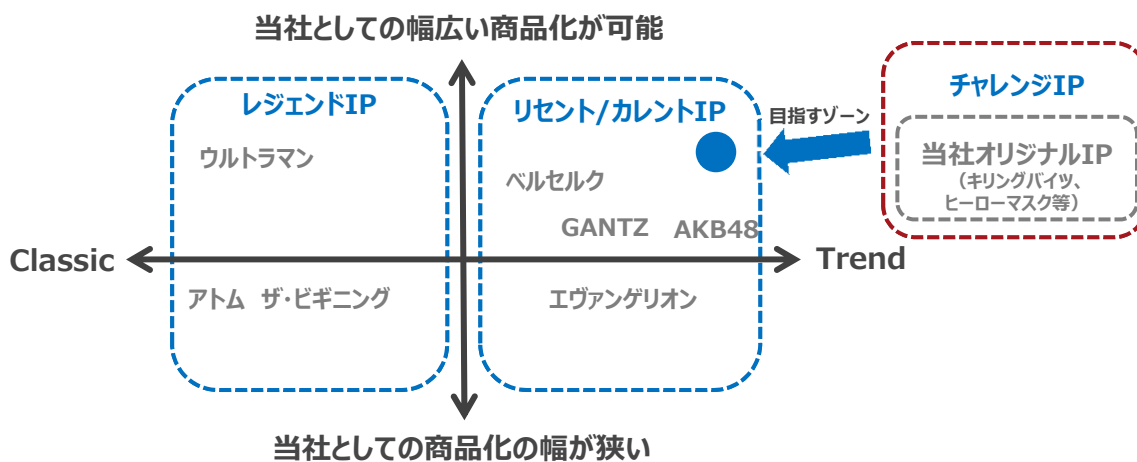 当社としての幅広い商品化が可能
レジェンドIP
リセント/カレントIP
目指すゾーン
チャレンジIP
ウルトラマン
当社オリジナルIP
（キリングバイツ、
ヒーローマスク等）
ベルセルク
GANTZ
AKB48
Classic
Trend
アトム ザ・ビギニング
エヴァンゲリオン
当社としての商品化の幅が狭い